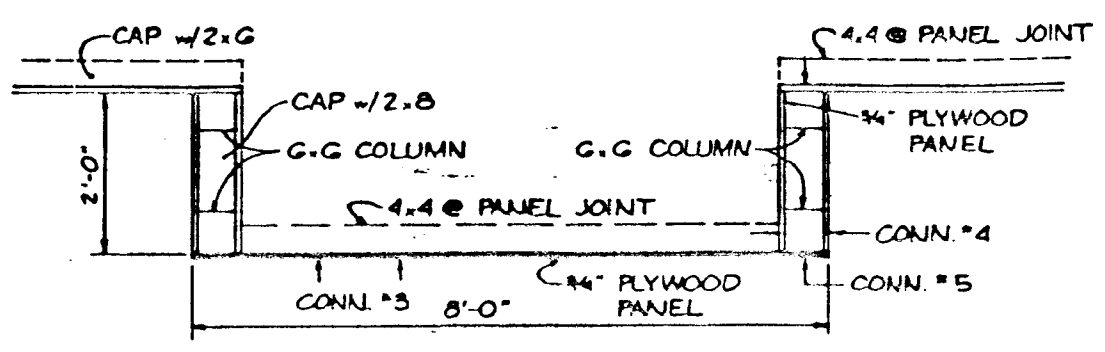 CAP w/2x6
4x4 @ PANEL JOINT
CAP w/2x8
3/4" PLYWOOD
PANEL
6x6 COLUMN
6x6 COLUMN
2'-0"
4x4 @ PANEL JOINT
CONN. #4
CONN. #3
3/4" PLYWOOD
PANEL
CONN. #5
8'-0"